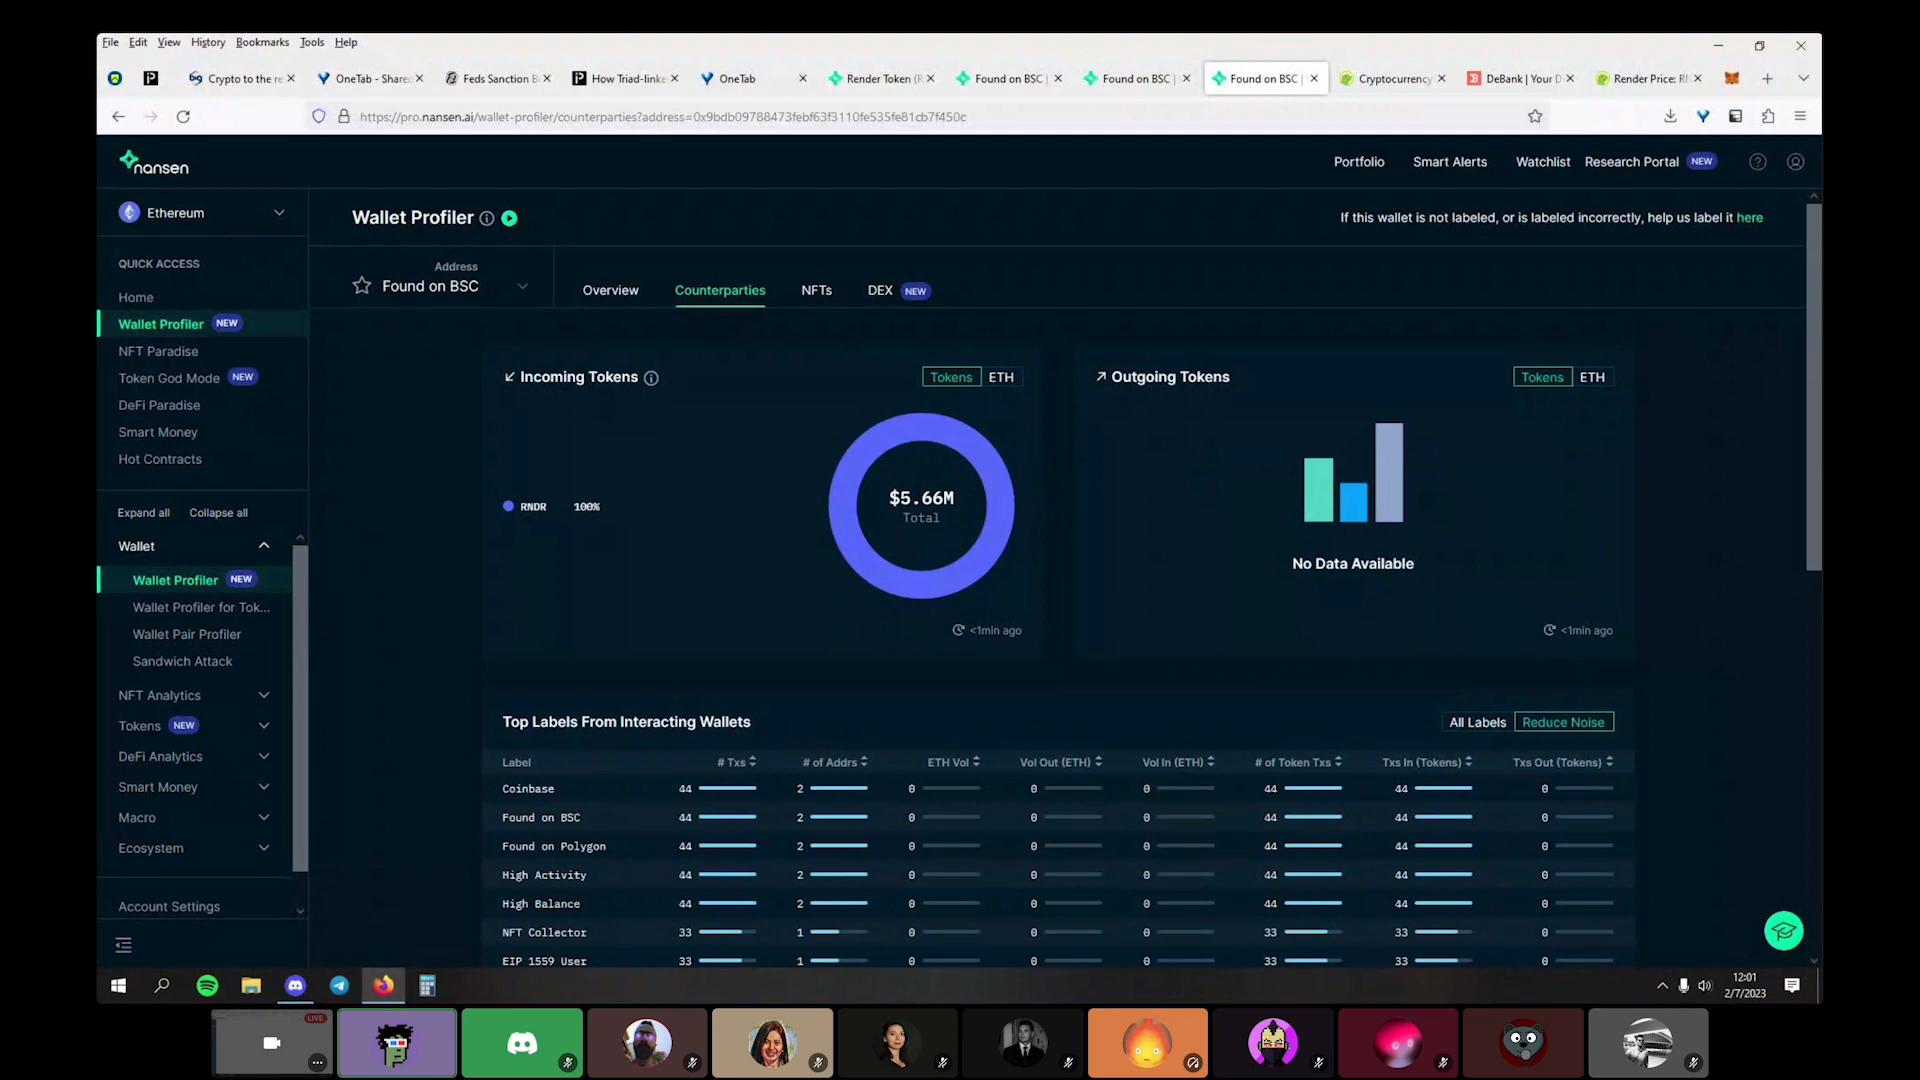 File Edit View History Bookmarks Tools Help
Crypto to the re
OneTab - Share
Feds Sanction B
How Triad-linke
OneTab
Render Token (R
Found on BSC |
Found on BSC |
Found on BSC |
Cryptocurrency
DeBank | Your D
Render Price: R
https://pro.nansen.ai/wallet-profiler/counterparties?address=0x9bdb09788473febf63f3110fe535fe81cb7f450c
nansen
Portfolio Smart Alerts Watchlist Research Portal NEW
Ethereum
Wallet Profiler
If this wallet is not labeled, or is labeled incorrectly, help us label it here
QUICK ACCESS
Home
Wallet Profiler NEW
NFT Paradise
Token God Mode NEW
DeFi Paradise
Smart Money
Hot Contracts
Expand all Collapse all
Wallet
Wallet Profiler NEW
Wallet Profiler for Tok...
Wallet Pair Profiler
Sandwich Attack
NFT Analytics
Tokens NEW
DeFi Analytics
Smart Money
Macro
Ecosystem
Account Settings
Address
Found on BSC
Overview Counterparties NFTs DEX NEW
Incoming Tokens
Tokens ETH
RNDR 100%
$5.66M
Total
<1min ago
Outgoing Tokens
Tokens ETH
No Data Available
<1min ago
Top Labels From Interacting Wallets
All Labels Reduce Noise
Label # Txs # of Addrs ETH Vol Vol Out (ETH) Vol In (ETH) # of Token Txs Txs In (Tokens) Txs Out (Tokens)
Coinbase 44 2 0 0 0 44 44 0
Found on BSC 44 2 0 0 0 44 44 0
Found on Polygon 44 2 0 0 0 44 44 0
High Activity 44 2 0 0 0 44 44 0
High Balance 44 2 0 0 0 44 44 0
NFT Collector 33 1 0 0 0 33 33 0
EIP 1559 User 33 1 0 0 0 33 33 0
12:01
2/7/2023
LIVE